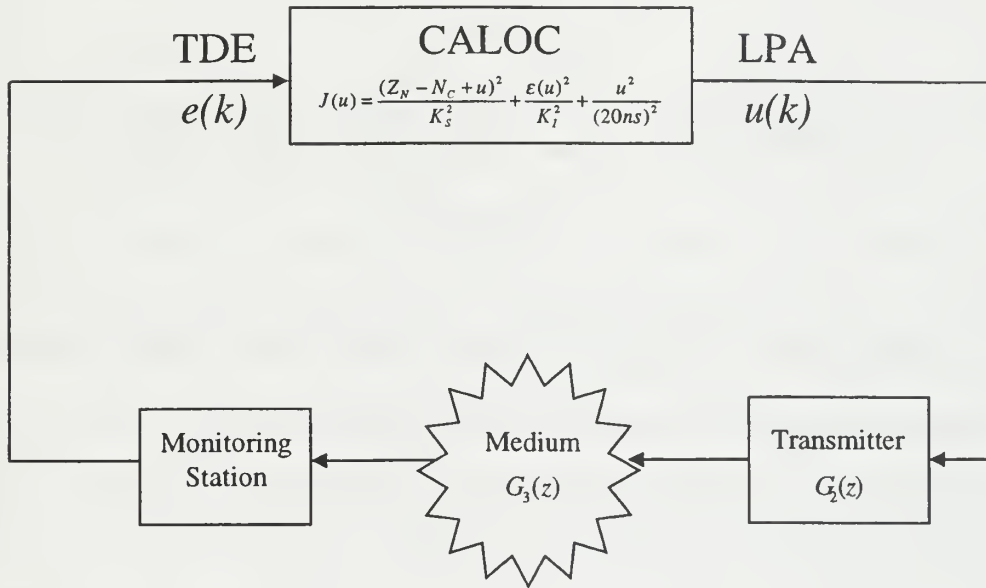 TDE
CALOC
LPA
e(k)
J(u) = (Z_N − N_C + u)^2 / K_S^2 + ε(u)^2 / K_I^2 + u^2 / (20ns)^2
u(k)
Monitoring
Station
Medium
G_3(z)
Transmitter
G_2(z)